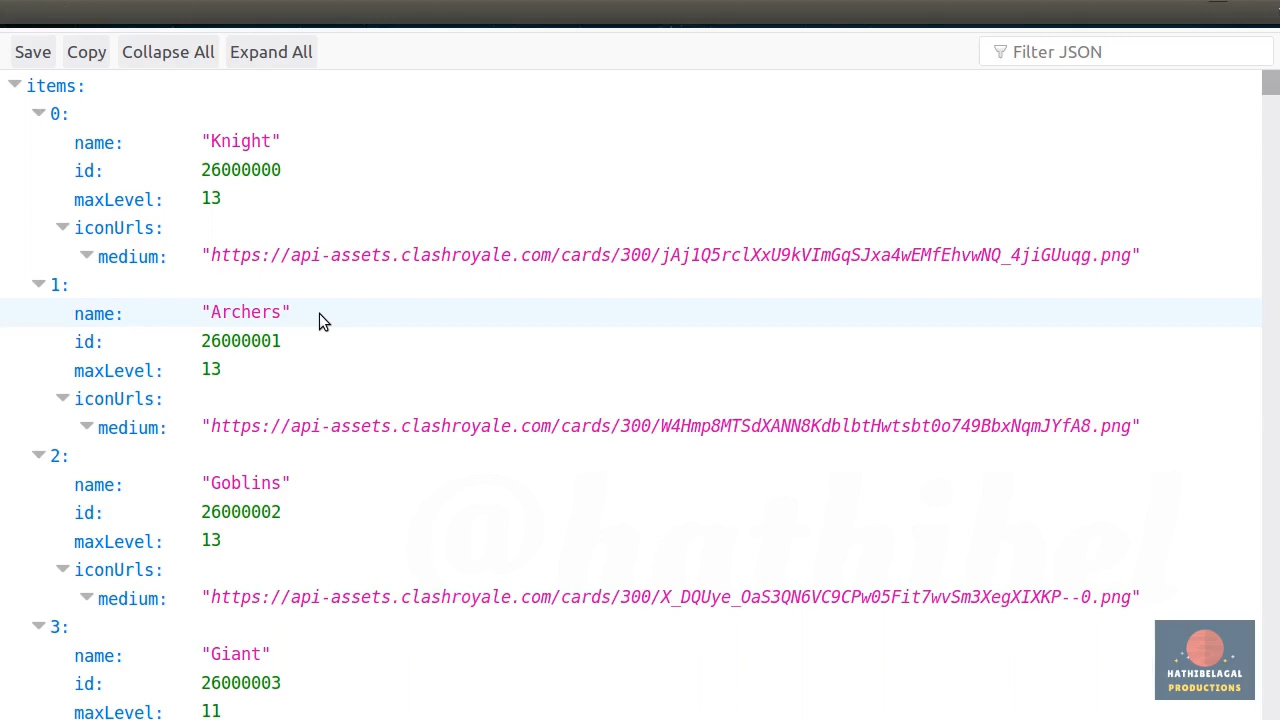 Save Copy Collapse All Expand All Filter JSON
items:
0:
name: "Knight"
id: 26000000
maxLevel: 13
iconUrls:
medium: "https://api-assets.clashroyale.com/cards/300/jAj1Q5rclXxU9kVImGqSJxa4wEMfEhvwNQ_4jiGUuqg.png"
1:
name: "Archers"
id: 26000001
maxLevel: 13
iconUrls:
medium: "https://api-assets.clashroyale.com/cards/300/W4Hmp8MTSdXANN8KdblbtHwtsbt0o749BbxNqmJYfA8.png"
2:
name: "Goblins"
id: 26000002
maxLevel: 13
iconUrls:
medium: "https://api-assets.clashroyale.com/cards/300/X_DQUye_OaS3QN6VC9CPw05Fit7wvSm3XegXIXKP--0.png"
3:
name: "Giant"
id: 26000003
maxLevel: 11
@hathibel
HATHIBELAGAL
PRODUCTIONS